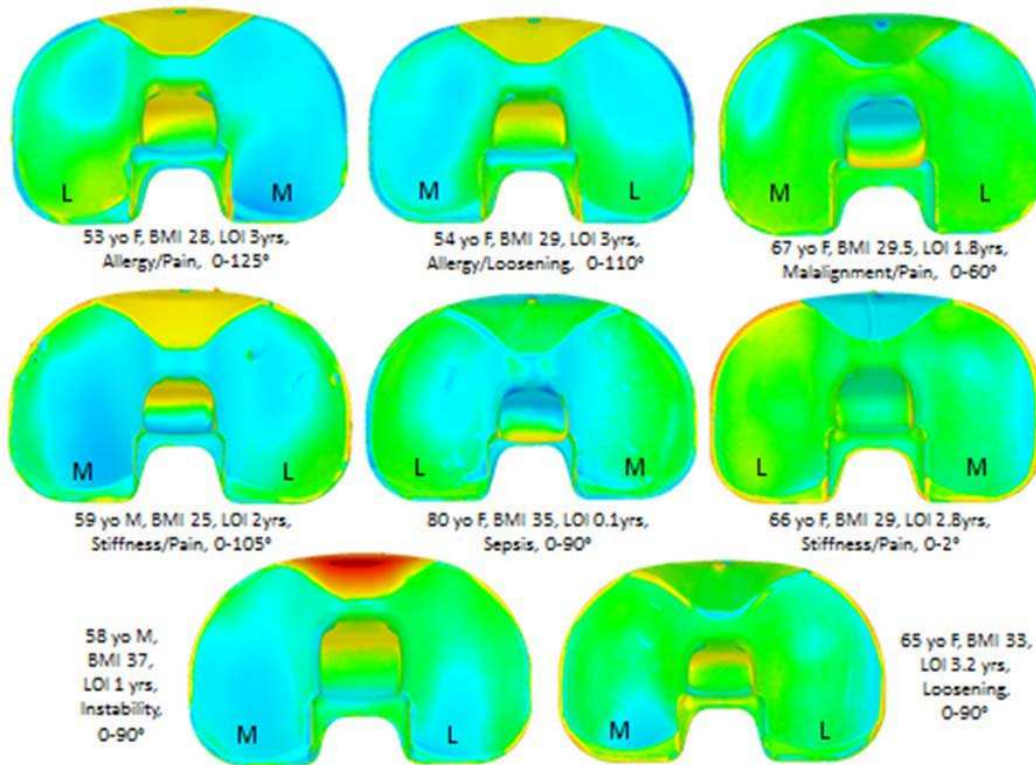 L M
53 yo F, BMI 28, LOI 3yrs,
Allergy/Pain, 0-125°
M L
54 yo F, BMI 29, LOI 3yrs,
Allergy/Loosening, 0-110°
M L
67 yo F, BMI 29.5, LOI 1.8yrs,
Malalignment/Pain, 0-60°
M L
59 yo M, BMI 25, LOI 2yrs,
Stiffness/Pain, 0-105°
L M
80 yo F, BMI 35, LOI 0.1yrs,
Sepsis, 0-90°
L M
66 yo F, BMI 29, LOI 2.8yrs,
Stiffness/Pain, 0-2°
58 yo M,
BMI 37,
LOI 1 yrs,
Instability,
0-90°
M L
M L
65 yo F, BMI 33,
LOI 3.2 yrs,
Loosening,
0-90°